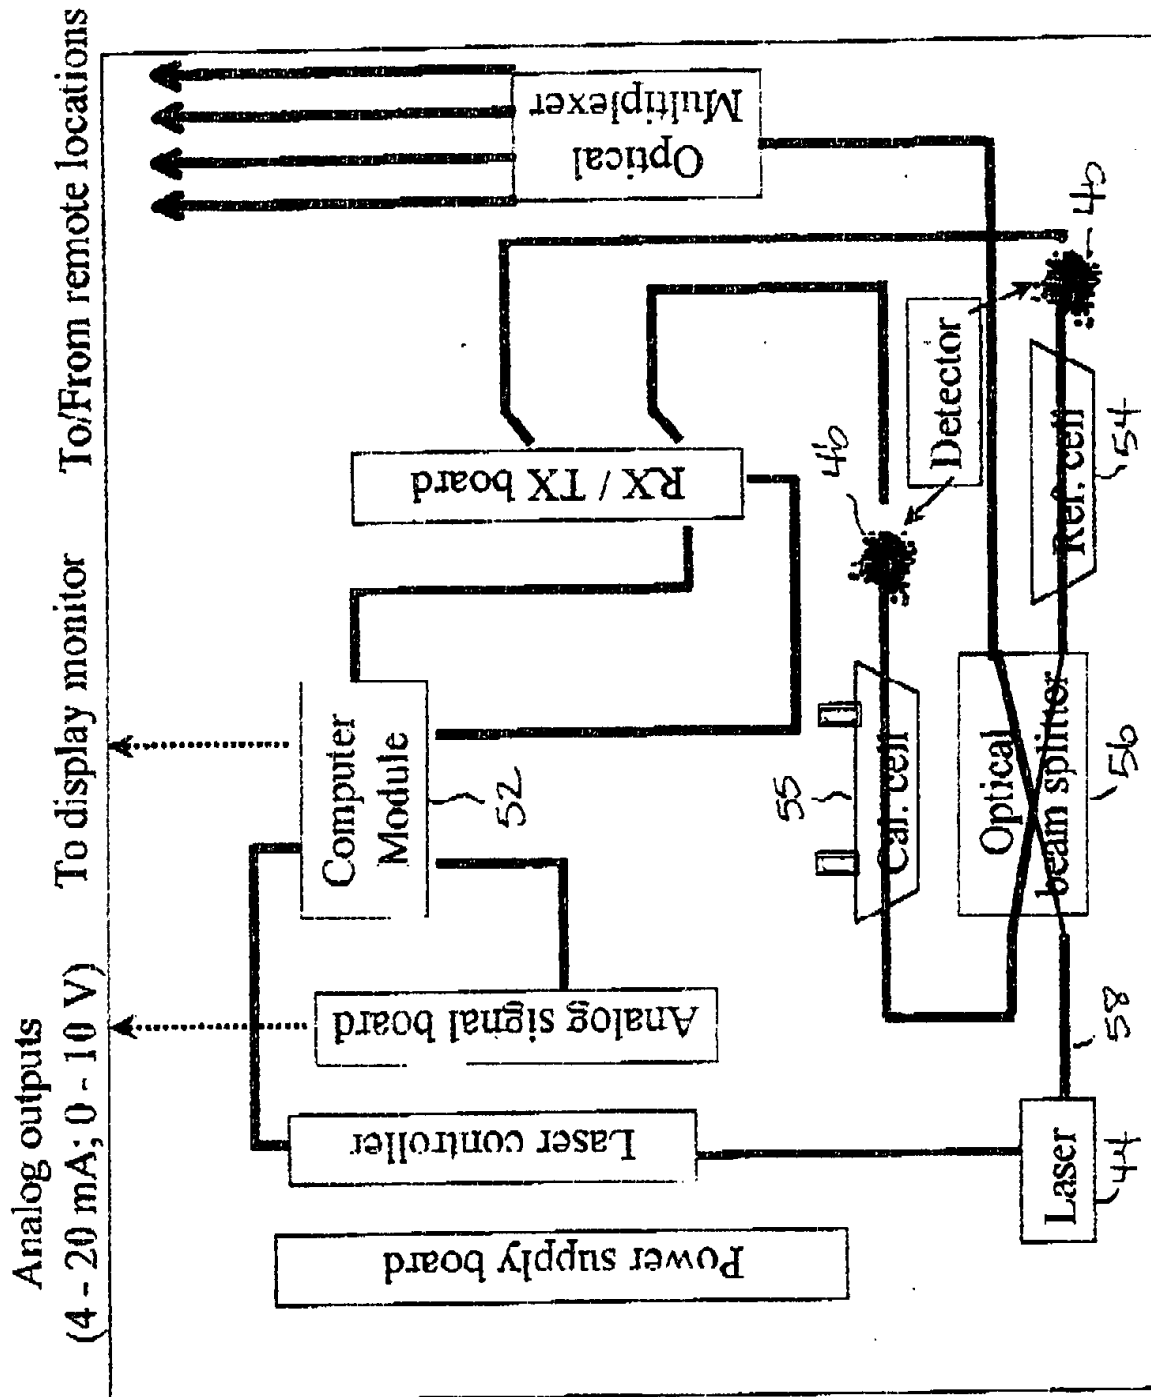 Analog outputs
(4 - 20 mA; 0 - 10 V)
To display monitor
To/From remote locations
Power supply board
Laser controller
Analog signal board
Computer
Module
52
RX / TX board
Optical
Multiplexer
Laser
44
58
Optical
beam splitter
56
Cal. cell
55
46
Detector
Ref. cell
54
46